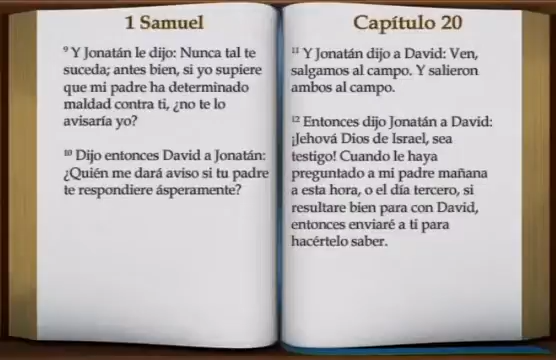 1 Samuel
⁹ Y Jonatán le dijo: Nunca tal te
suceda; antes bien, si yo supiere
que mi padre ha determinado
maldad contra ti, ¿no te lo
avisaría yo?
¹⁰ Dijo entonces David a Jonatán:
¿Quién me dará aviso si tu padre
te respondiere ásperamente?
Capítulo 20
¹¹ Y Jonatán dijo a David: Ven,
salgamos al campo. Y salieron
ambos al campo.
¹² Entonces dijo Jonatán a David:
¡Jehová Dios de Israel, sea
testigo! Cuando le haya
preguntado a mi padre mañana
a esta hora, o el día tercero, si
resultare bien para con David,
entonces enviaré a ti para
hacértelo saber.